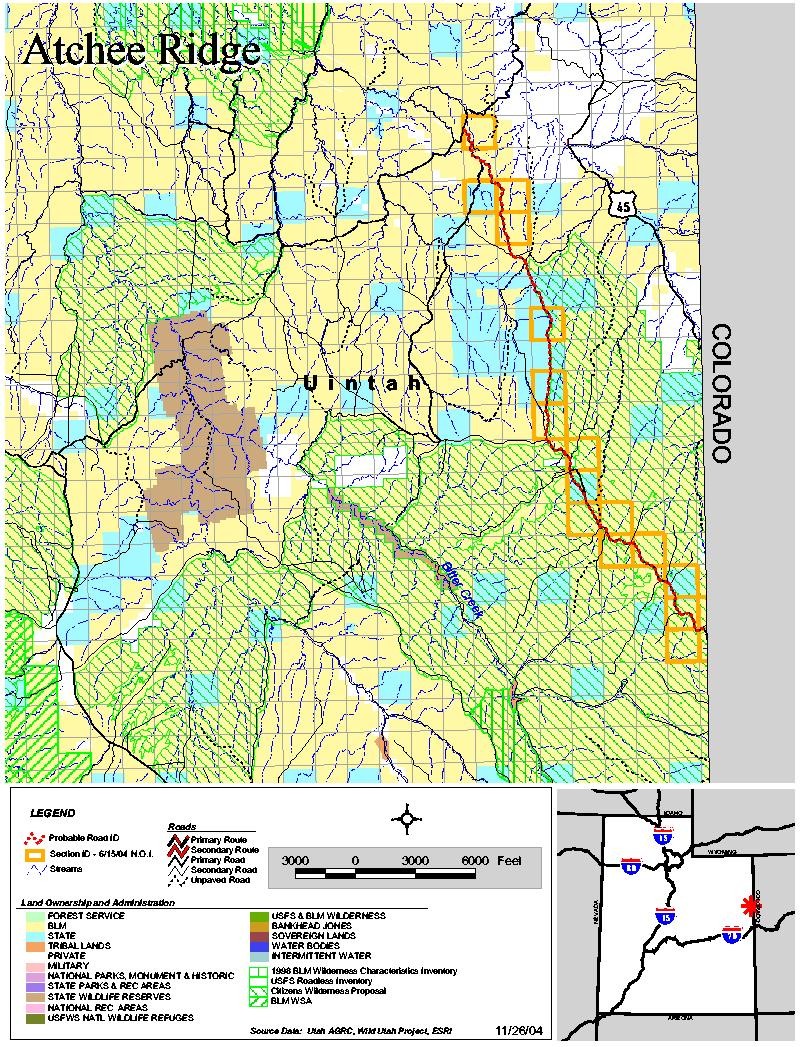 Atchee Ridge
45
Uintah
COLORADO
Bitter Creek
LEGEND
Probable Road ID
Section ID - 6/15/04 N.O.I.
Streams
Roads
Primary Route
Secondary Route
Primary Road
Secondary Road
Unpaved Road
3000 0 3000 6000 Feet
Land Ownership and Administration
FOREST SERVICE
BLM
STATE
TRIBAL LANDS
PRIVATE
MILITARY
NATIONAL PARKS, MONUMENT & HISTORIC
STATE PARKS & REC AREAS
STATE WILDLIFE RESERVES
NATIONAL REC AREAS
USFWS NATL WILDLIFE REFUGES
USFS & BLM WILDERNESS
BANKHEAD JONES
SOVEREIGN LANDS
WATER BODIES
INTERMITTENT WATER
1998 BLM Wilderness Characteristics Inventory
USFS Roadless Inventory
Citizens Wilderness Proposal
BLM WSA
Source Data: Utah AGRC, Wild Utah Project, ESRI
11/26/04
IDAHO
15
WYOMING
80
NEVADA
15
COLORADO
70
ARIZONA